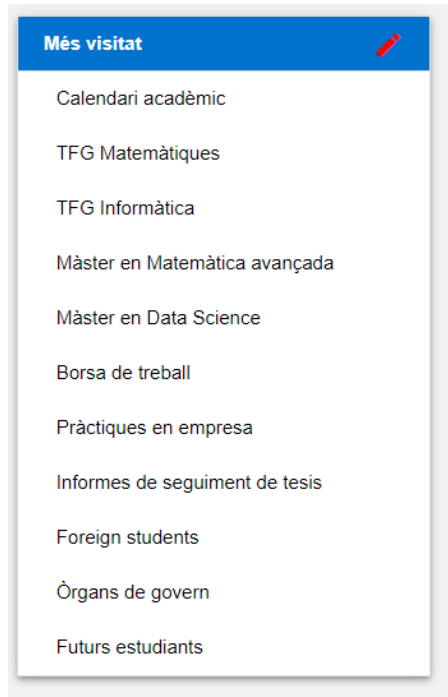 Més visitat
Calendari acadèmic
TFG Matemàtiques
TFG Informàtica
Màster en Matemàtica avançada
Màster en Data Science
Borsa de treball
Pràctiques en empresa
Informes de seguiment de tesis
Foreign students
Òrgans de govern
Futurs estudiants